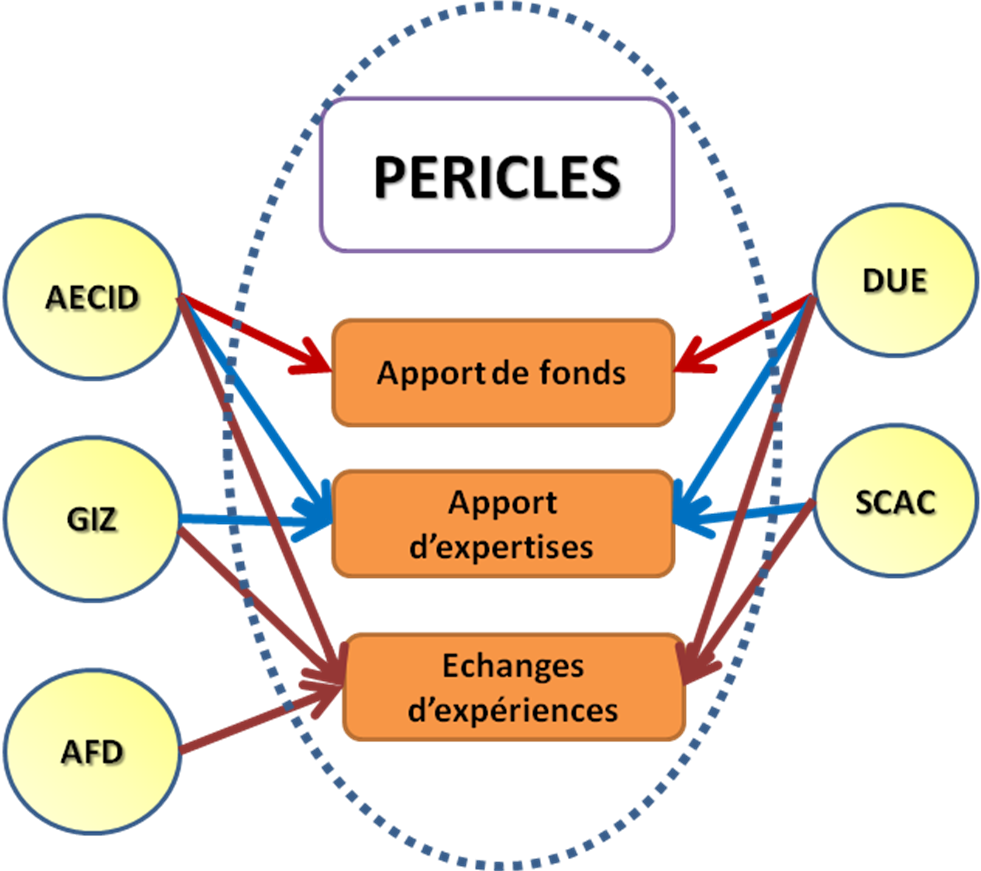 PERICLES
AECID
DUE
Apport de fonds
GIZ
Apport
d'expertises
SCAC
AFD
Echanges
d'expériences